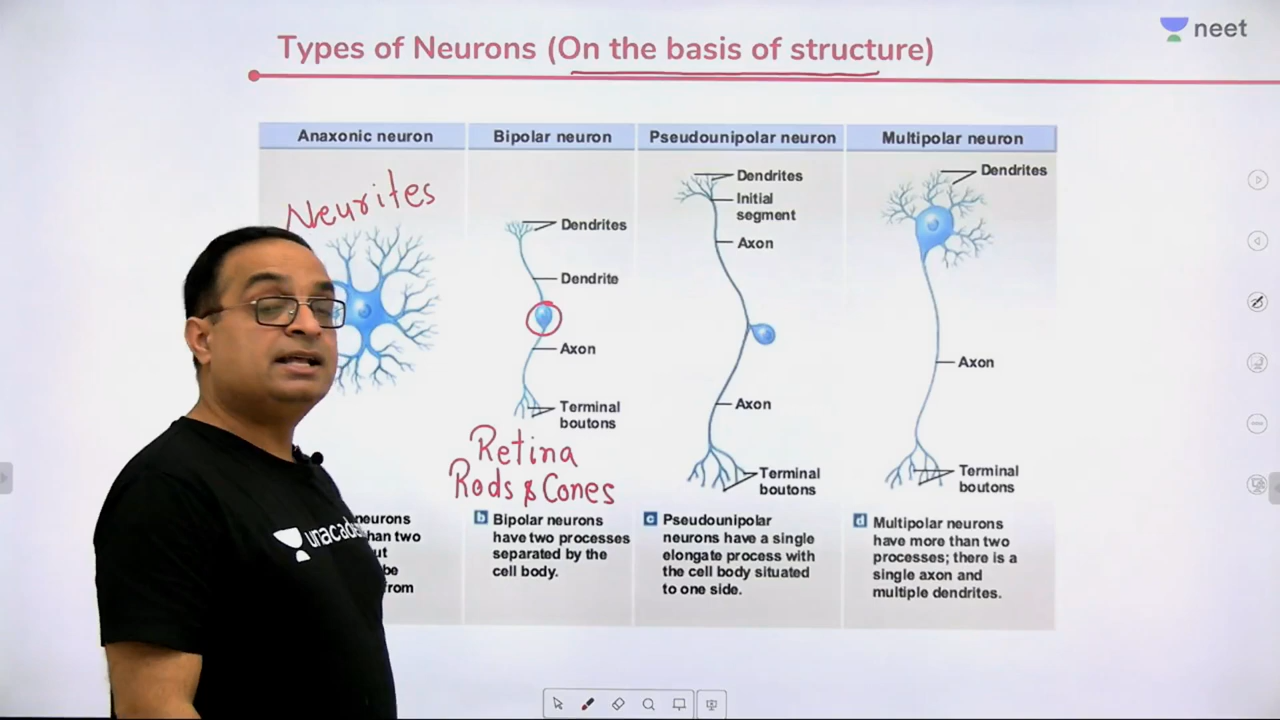 Types of Neurons (On the basis of structure)
neet
Anaxonic neuron
Neurites
neurons
han two
ut
be
from
Bipolar neuron
Dendrites
Dendrite
Axon
Terminal
boutons
Retina
Rods & Cones
b Bipolar neurons
have two processes
separated by the
cell body.
Pseudounipolar neuron
Dendrites
Initial
segment
Axon
Axon
Terminal
boutons
c Pseudounipolar
neurons have a single
elongate process with
the cell body situated
to one side.
Multipolar neuron
Dendrites
Axon
Terminal
boutons
d Multipolar neurons
have more than two
processes; there is a
single axon and
multiple dendrites.
unacade